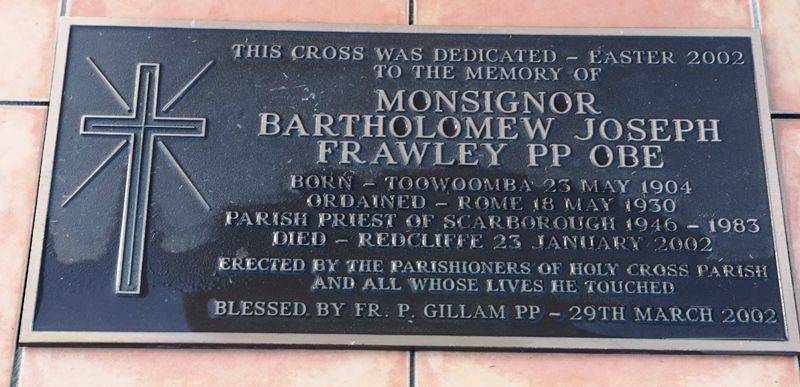 THIS CROSS WAS DEDICATED – EASTER 2002
TO THE MEMORY OF
MONSIGNOR
BARTHOLOMEW JOSEPH
FRAWLEY PP OBE
BORN – TOOWOOMBA 23 MAY 1904
ORDAINED – ROME 18 MAY 1930
PARISH PRIEST OF SCARBOROUGH 1946 – 1983
DIED – REDCLIFFE 23 JANUARY 2002
ERECTED BY THE PARISHIONERS OF HOLY CROSS PARISH
AND ALL WHOSE LIVES HE TOUCHED
BLESSED BY FR. P. GILLAM PP – 29TH MARCH 2002